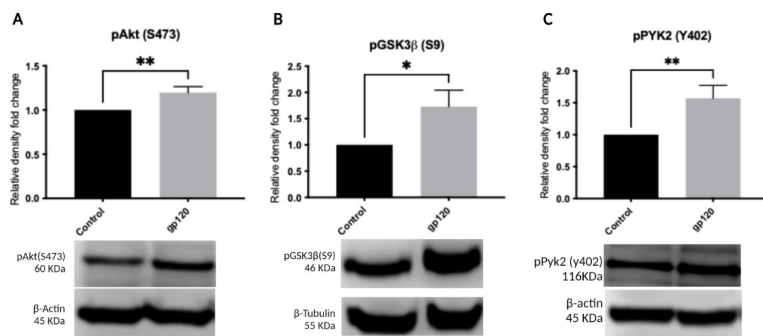 A
pAkt (S473)
**
Relative density fold change
1.5
1.0
0.5
0.0
Control
gp120
pAkt(S473)
60 KDa
β-Actin
45 KDa
B
pGSK3β (S9)
*
Relative density fold change
2.5
2.0
1.5
1.0
0.5
0.0
Control
gp120
pGSK3β(S9)
46 KDa
β-Tubulin
55 KDa
C
pPYK2 (Y402)
**
Relative density fold change
2.0
1.5
1.0
0.5
0.0
Control
gp120
pPyk2 (y402)
116KDa
β-actin
45 KDa